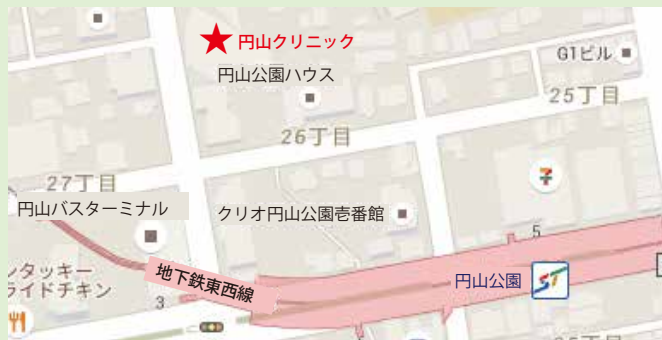 円山クリニック
円山公園ハウス
G1ビル
25丁目
26丁目
27丁目
円山バスターミナル
クリオ円山公園壱番館
5
地下鉄東西線
円山公園
ンタッキー
ライドチキン
3